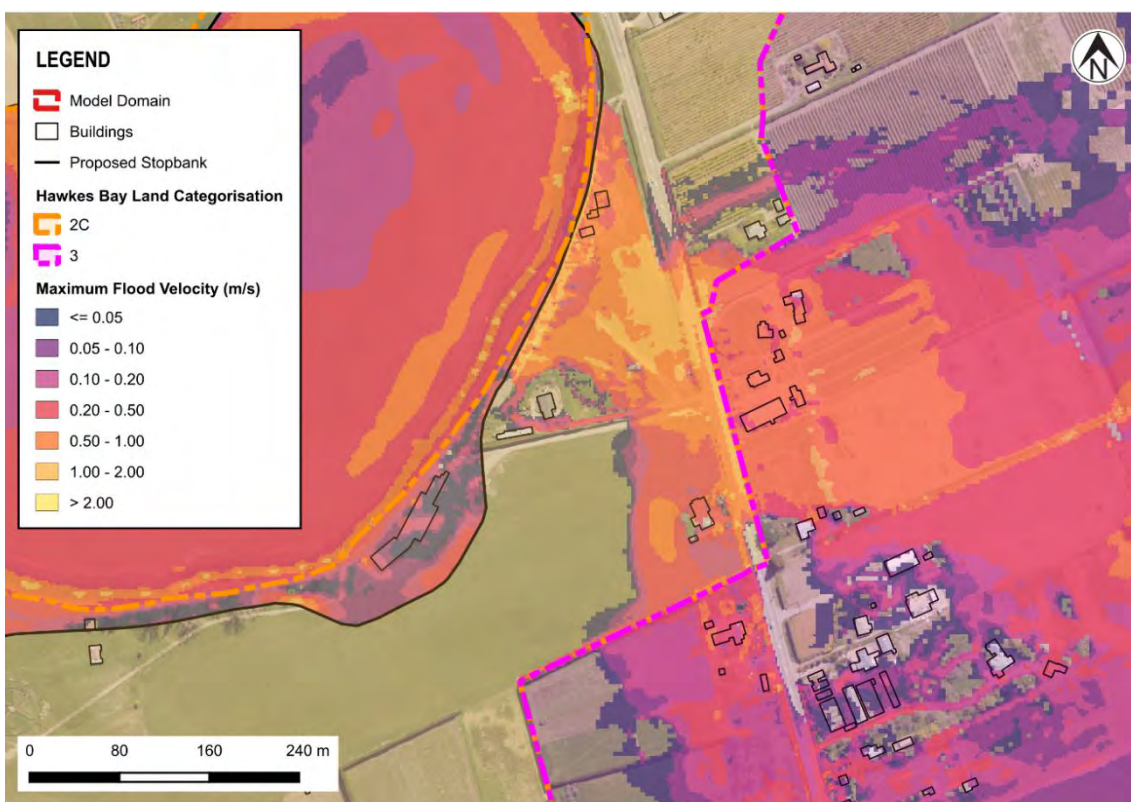 LEGEND
Model Domain
Buildings
Proposed Stopbank
Hawkes Bay Land Categorisation
2C
3
Maximum Flood Velocity (m/s)
<= 0.05
0.05 - 0.10
0.10 - 0.20
0.20 - 0.50
0.50 - 1.00
1.00 - 2.00
> 2.00
N
0 80 160 240 m